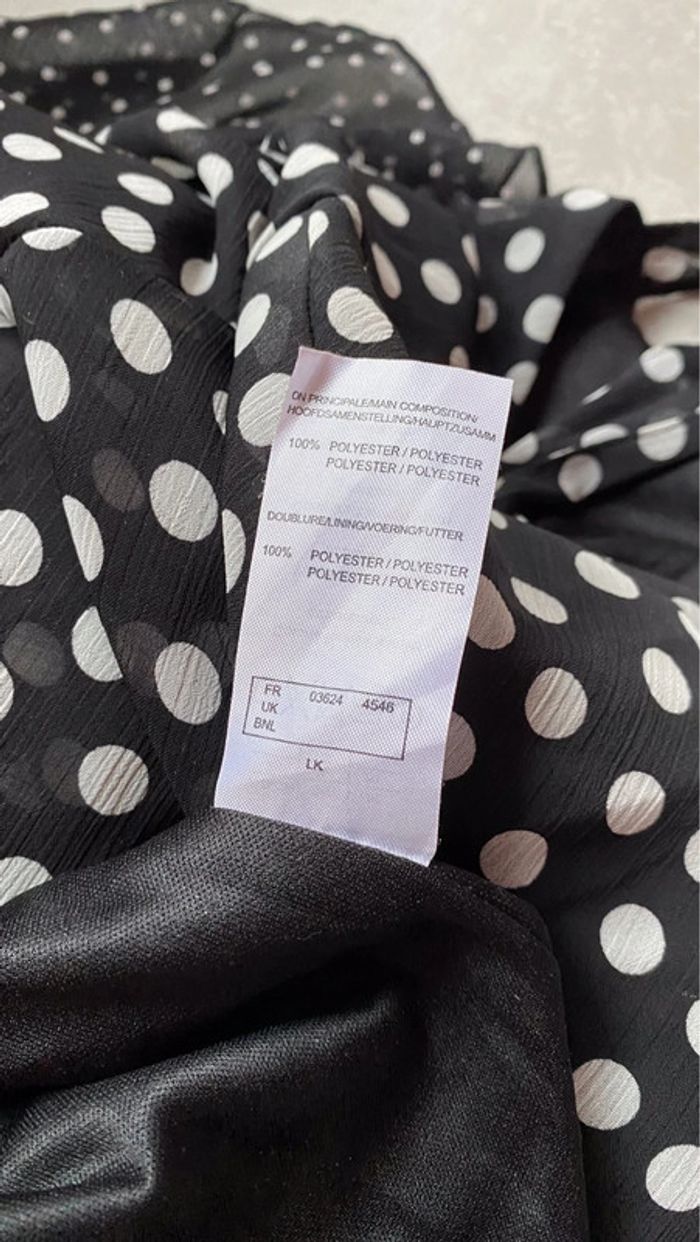 ON PRINCIPALE/MAIN COMPOSITION/
HOOFDSAMENSTELLING/HAUPTZUSAMM
100% POLYESTER / POLYESTER
POLYESTER / POLYESTER
DOUBLURE/LINING/VOERING/FUTTER
100% POLYESTER / POLYESTER
POLYESTER / POLYESTER
FR 03624 4546
UK
BNL
LK